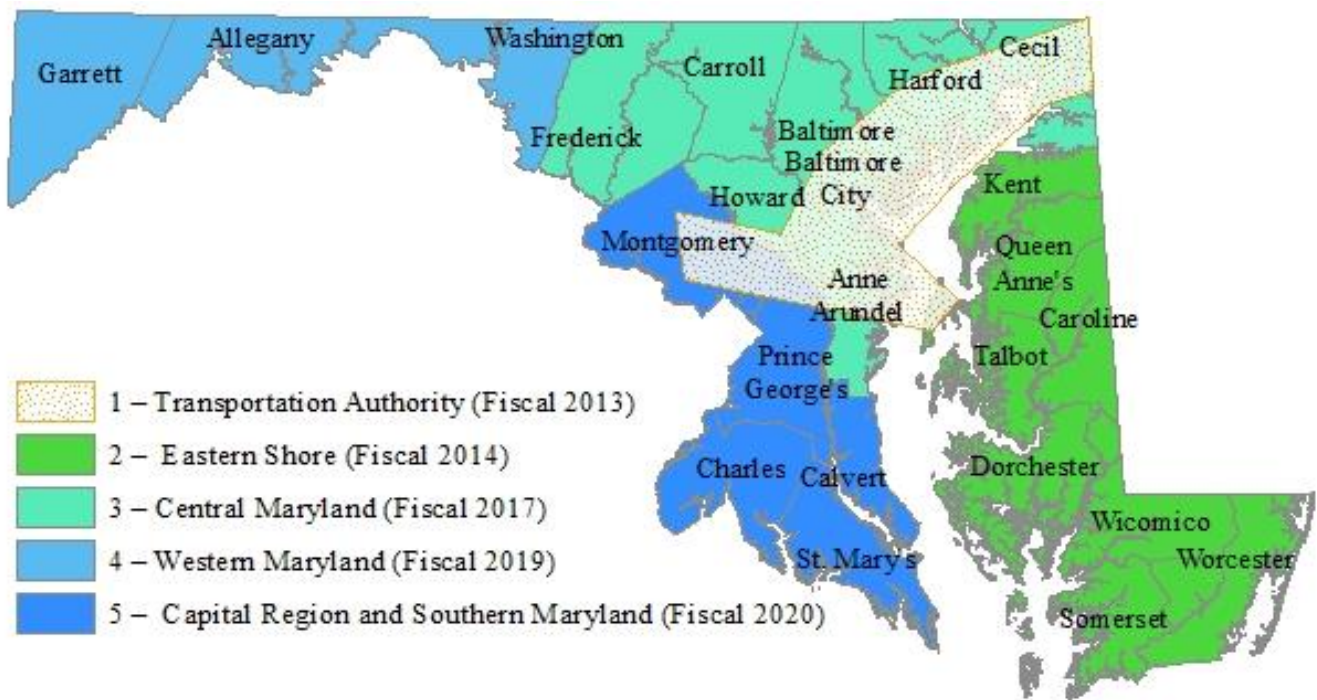 Garrett
Allegany
Washington
Frederick
Carroll
Baltimore
Baltimore
City
Harford
Cecil
Howard
Montgomery
Anne
Arundel
Kent
Queen
Anne's
Caroline
Talbot
Prince
George's
Charles
Calvert
St. Mary's
Dorchester
Wicomico
Worcester
Somerset
1 – Transportation Authority (Fiscal 2013)
2 – Eastern Shore (Fiscal 2014)
3 – Central Maryland (Fiscal 2017)
4 – Western Maryland (Fiscal 2019)
5 – Capital Region and Southern Maryland (Fiscal 2020)